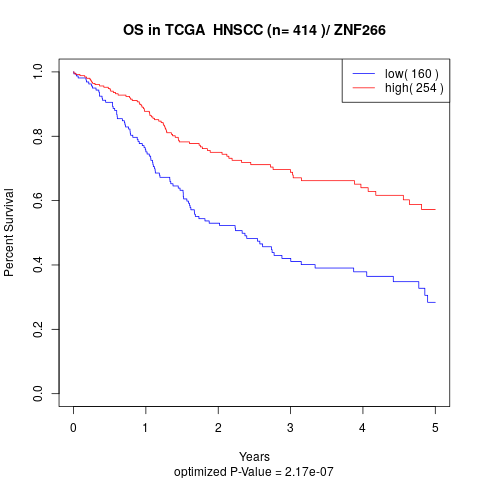 OS in TCGA  HNSCC (n= 414 )/ ZNF266
low( 160 )
high( 254 )
Percent Survival
1.0
0.8
0.6
0.4
0.2
0.0
0 1 2 3 4 5
Years
optimized P-Value = 2.17e-07